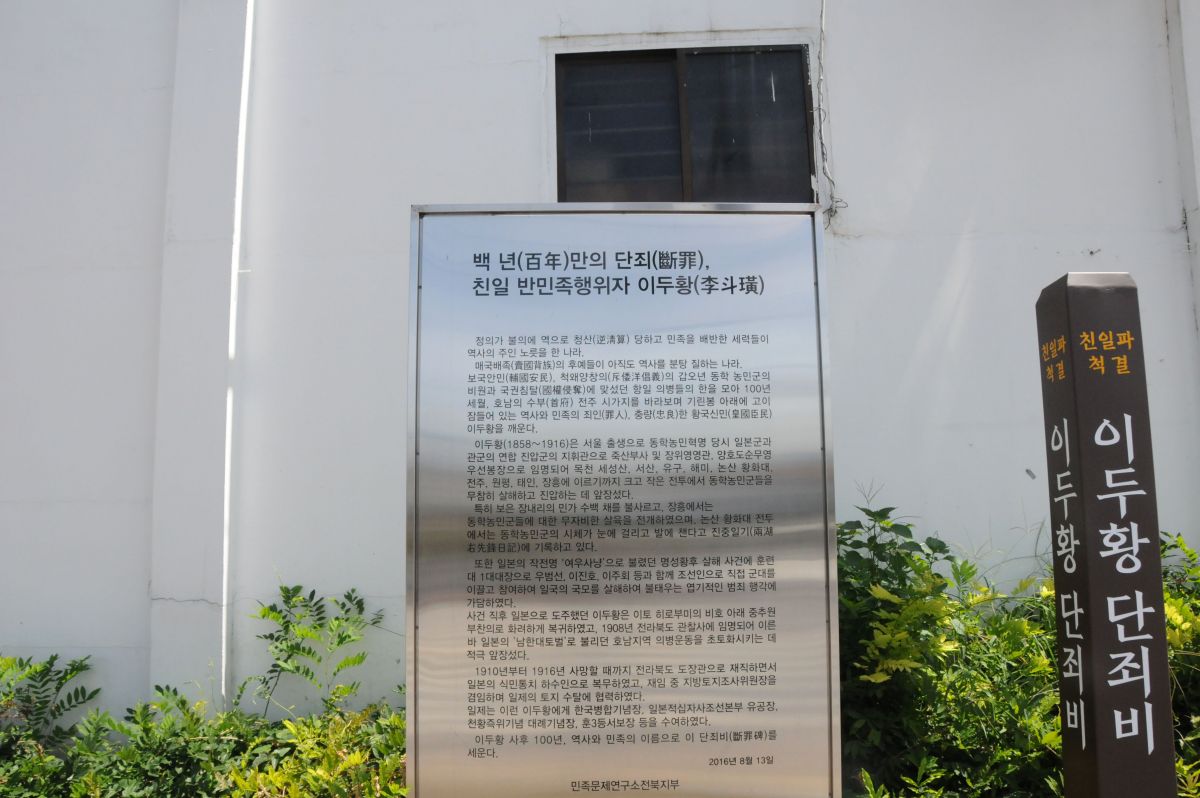 백 년(百年)만의 단죄(斷罪),
친일 반민족행위자 이두황(李斗璜)
정의가 불의에 역으로 청산(逆清算) 당하고 민족을 배반한 세력들이
역사의 주인 노릇을 한 나라.
매국배족(賣國背族)의 후예들이 아직도 역사를 분탕 질하는 나라.
보국안민(輔國安民), 척왜양창의(斥倭洋倡義)의 갑오년 동학 농민군의
비원과 국권침탈(國權侵奪)에 맞섰던 항일 의병들의 한을 모아 100년
세월, 호남의 수부(首府) 전주 시가지를 바라보며 기린봉 아래에 고이
잠들어 있는 역사와 민족의 죄인(罪人), 충량(忠良)한 황국신민(皇國臣民)
이두황을 깨운다.
이두황(1858~1916)은 서울 출생으로 동학농민혁명 당시 일본군과
관군의 연합 진압군의 지휘관으로 죽산부사 및 장위영영관, 양호도순무영
우선봉장으로 임명되어 목천 세성산, 서산, 유구, 해미, 논산 황화대,
전주, 원평, 태인, 장흥에 이르기까지 크고 작은 전투에서 동학농민군들을
무참히 살해하고 진압하는 데 앞장섰다.
특히 보은 장내리의 민가 수백 채를 불사르고, 장흥에서는
동학농민군들에 대한 무자비한 살육을 전개하였으며, 논산 황화대 전투
에서는 동학농민군의 시체가 눈에 걸리고 발에 챈다고 진중일기(兩湖
右先鋒日記)에 기록하고 있다.
또한 일본의 작전명 '여우사냥'으로 불렸던 명성황후 살해 사건에 훈련
대 1대대장으로 우범선, 이진호, 이주회 등과 함께 조선인으로 직접 군대를
이끌고 참여하여 일국의 국모를 살해하여 불태우는 엽기적인 범죄 행각에
가담하였다.
사건 직후 일본으로 도주했던 이두황은 이토 히로부미의 비호 아래 중추원
부찬의로 화려하게 복귀하였고, 1908년 전라북도 관찰사에 임명되어 이른
바 일본의 '남한대토벌'로 불리던 호남지역 의병운동을 초토화시키는 데
적극 앞장섰다.
1910년부터 1916년 사망할 때까지 전라북도 도장관으로 재직하면서
일본의 식민통치 하수인으로 복무하였고, 재임 중 지방토지조사위원장을
겸임하며 일제의 토지 수탈에 협력하였다.
일제는 이런 이두황에게 한국병합기념장, 일본적십자사조선본부 유공장,
천황즉위기념 대례기념장, 훈3등서보장 등을 수여하였다.
이두황 사후 100년, 역사와 민족의 이름으로 이 단죄비(斷罪碑)를
세운다.
2016년 8월 13일
민족문제연구소전북지부
친일파
척결
이두황 단죄비
친일파
척결
이두황 단죄비